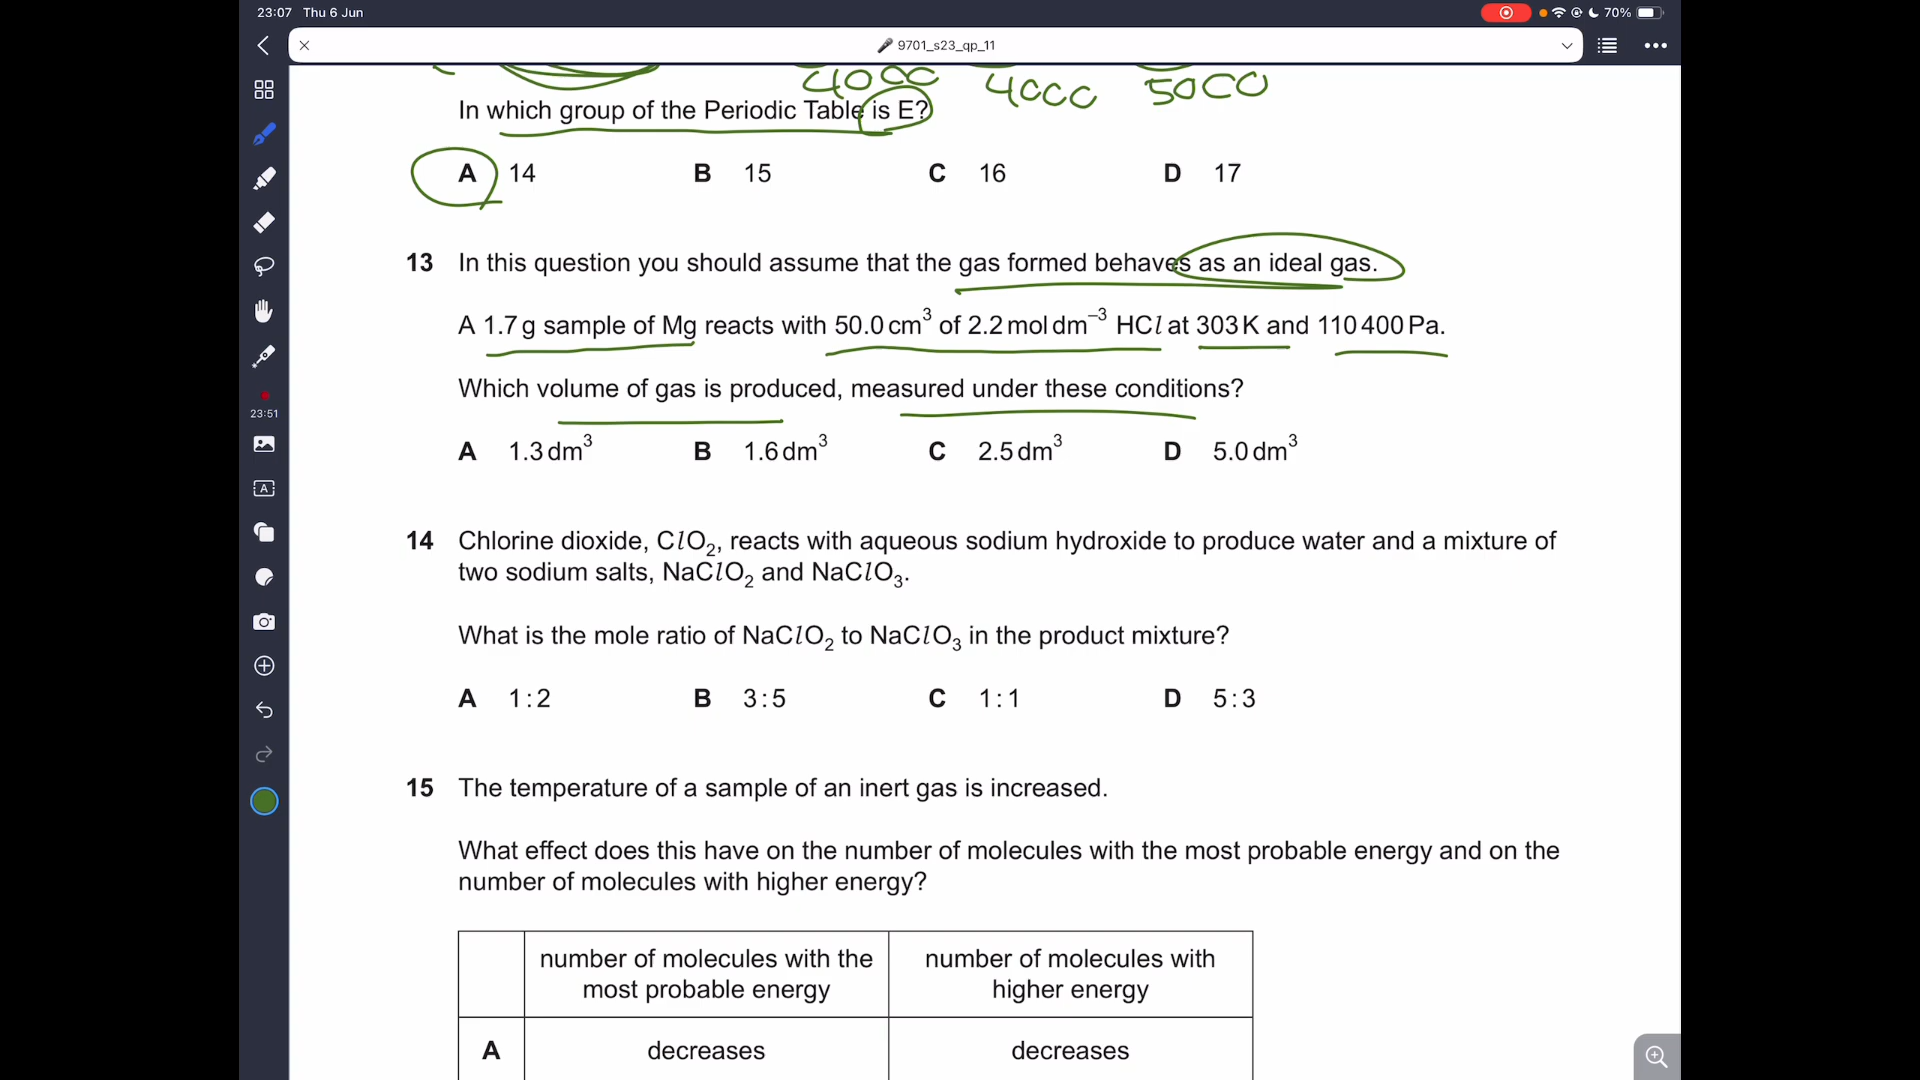 23:07 Thu 6 Jun
70%
9701_s23_qp_11
4000 4000 5000
In which group of the Periodic Table is E?
A 14 B 15 C 16 D 17
13 In this question you should assume that the gas formed behaves as an ideal gas.
A 1.7 g sample of Mg reacts with 50.0 cm³ of 2.2 mol dm⁻³ HCl at 303 K and 110 400 Pa.
Which volume of gas is produced, measured under these conditions?
23:51
A 1.3 dm³ B 1.6 dm³ C 2.5 dm³ D 5.0 dm³
14 Chlorine dioxide, ClO₂, reacts with aqueous sodium hydroxide to produce water and a mixture of
two sodium salts, NaClO₂ and NaClO₃.
What is the mole ratio of NaClO₂ to NaClO₃ in the product mixture?
A 1 : 2 B 3 : 5 C 1 : 1 D 5 : 3
15 The temperature of a sample of an inert gas is increased.
What effect does this have on the number of molecules with the most probable energy and on the
number of molecules with higher energy?
number of molecules with the
most probable energy
number of molecules with
higher energy
A decreases decreases